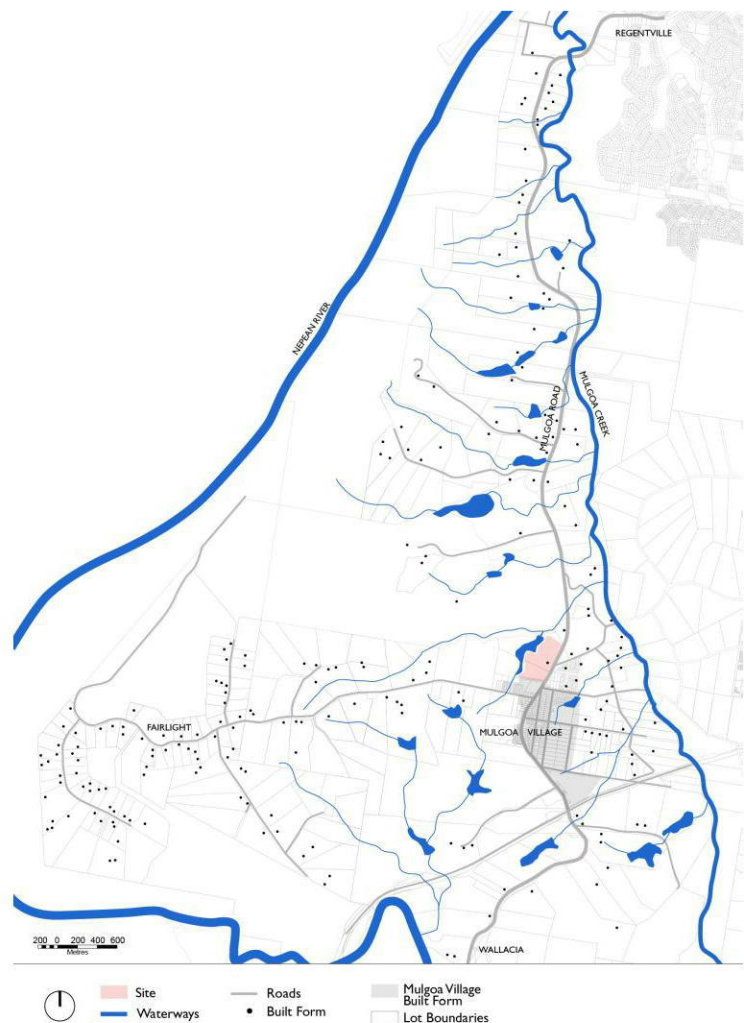 REGENTVILLE
NEPEAN RIVER
MULGOA ROAD
MULGOA CREEK
FAIRLIGHT
MULGOA VILLAGE
WALLACIA
200 0 200 400 600
Metres
Site
Waterways
Roads
Built Form
Mulgoa Village
Built Form
Lot Boundaries